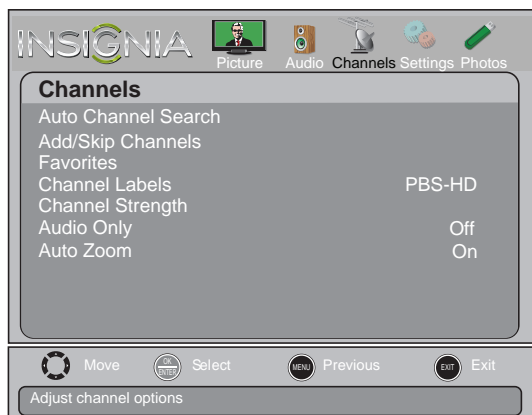 INSIGNIA
Picture Audio Channels Settings Photos
Channels
Auto Channel Search
Add/Skip Channels
Favorites
Channel Labels PBS-HD
Channel Strength
Audio Only Off
Auto Zoom On
Move OK ENTER Select MENU Previous EXIT Exit
Adjust channel options